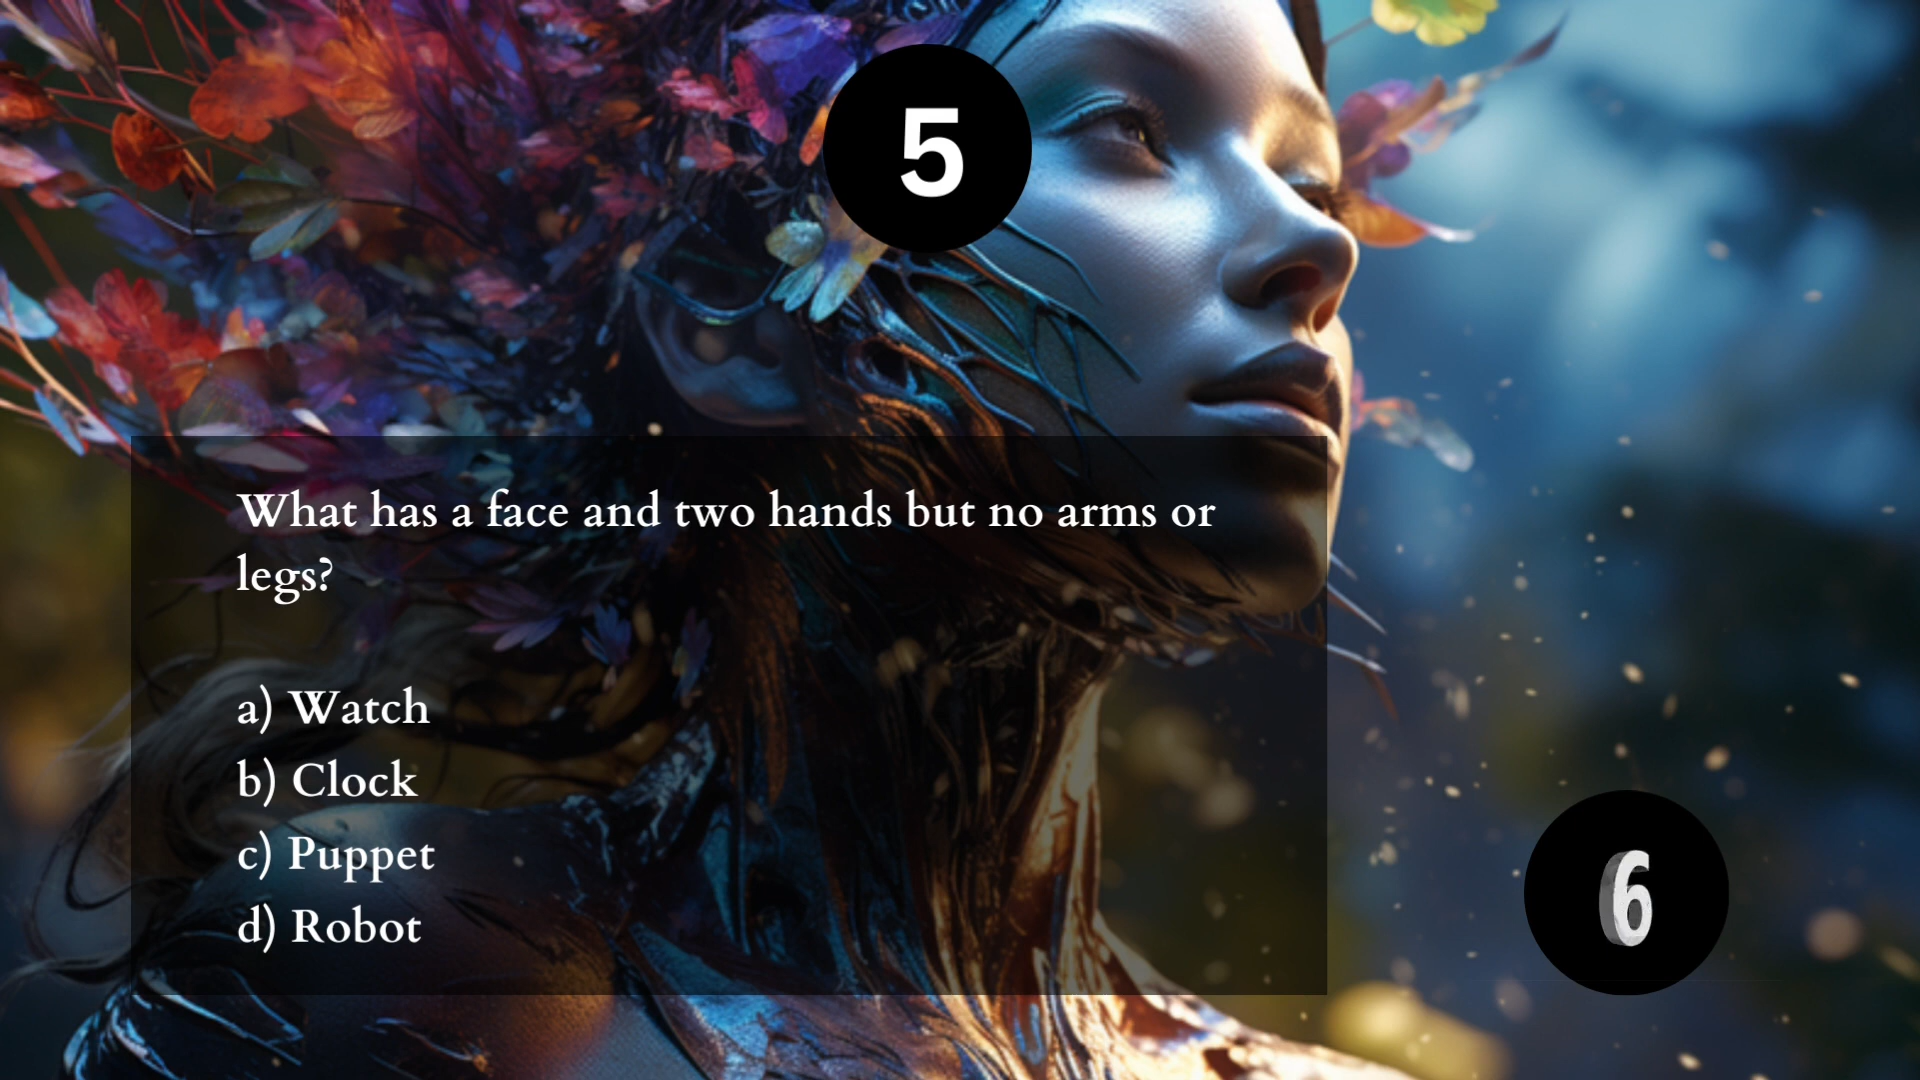 5
What has a face and two hands but no arms or
legs?
a) Watch
b) Clock
c) Puppet
d) Robot
6